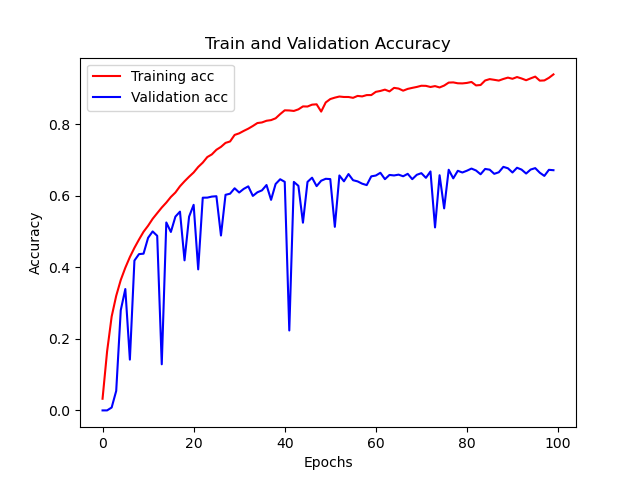 Train and Validation Accuracy
Training acc
Validation acc
Accuracy
0.8
0.6
0.4
0.2
0.0
0 20 40 60 80 100
Epochs